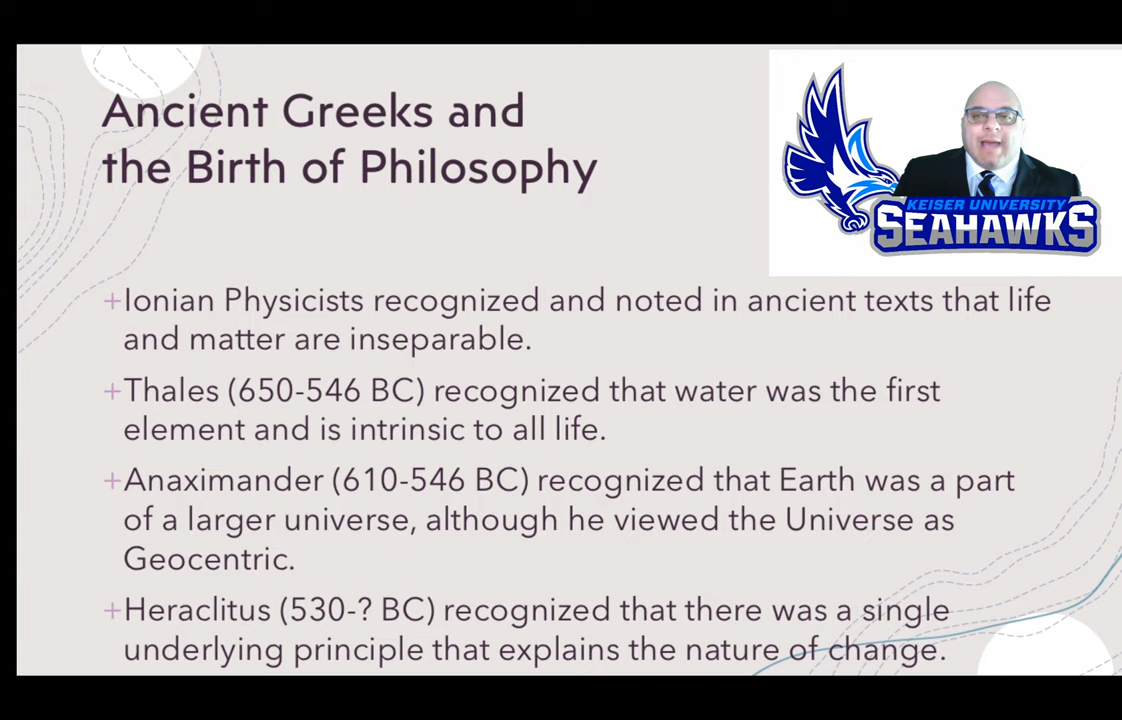 Ancient Greeks and
the Birth of Philosophy
KEISER UNIVERSITY
SEAHAWKS
+Ionian Physicists recognized and noted in ancient texts that life
and matter are inseparable.
+Thales (650-546 BC) recognized that water was the first
element and is intrinsic to all life.
+Anaximander (610-546 BC) recognized that Earth was a part
of a larger universe, although he viewed the Universe as
Geocentric.
+Heraclitus (530-? BC) recognized that there was a single
underlying principle that explains the nature of change.